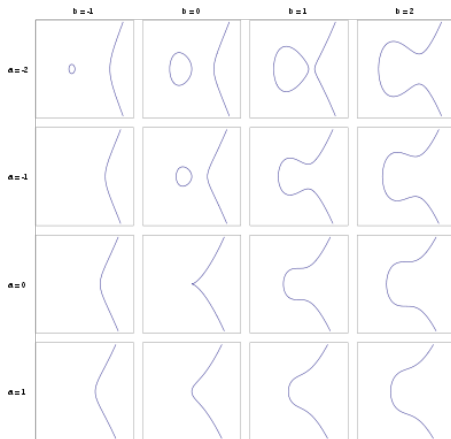 b = -1 b = 0 b = 1 b = 2
a = -2
a = -1
a = 0
a = 1